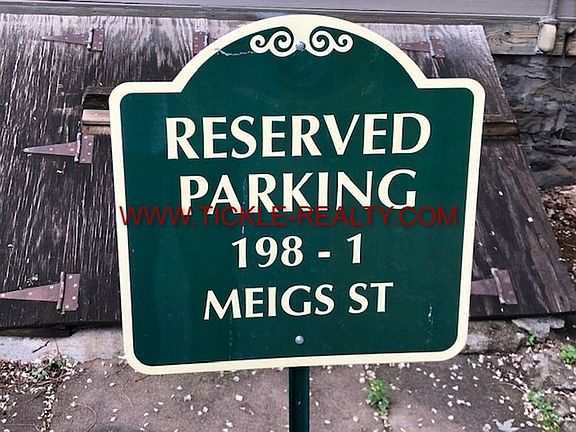 RESERVED
PARKING
WWW.TICKLE-REALTY.COM
198 - 1
MEIGS ST